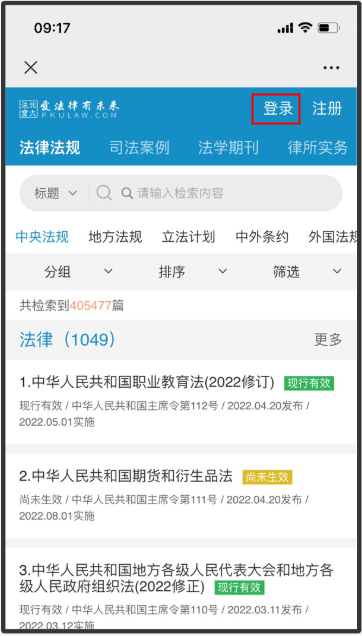 09:17
北大法宝 爱法律有未来
PKULAW.COM
登录 注册
法律法规 司法案例 法学期刊 律所实务
标题 请输入检索内容
中央法规 地方法规 立法计划 中外条约 外国法规
分组 排序 筛选
共检索到405477篇
法律（1049） 更多
1.中华人民共和国职业教育法(2022修订) 现行有效
现行有效 / 中华人民共和国主席令第112号 / 2022.04.20发布 /
2022.05.01实施
2.中华人民共和国期货和衍生品法 尚未生效
尚未生效 / 中华人民共和国主席令第111号 / 2022.04.20发布 /
2022.08.01实施
3.中华人民共和国地方各级人民代表大会和地方各
级人民政府组织法(2022修正) 现行有效
现行有效 / 中华人民共和国主席令第110号 / 2022.03.11发布 /
2022.03.12实施